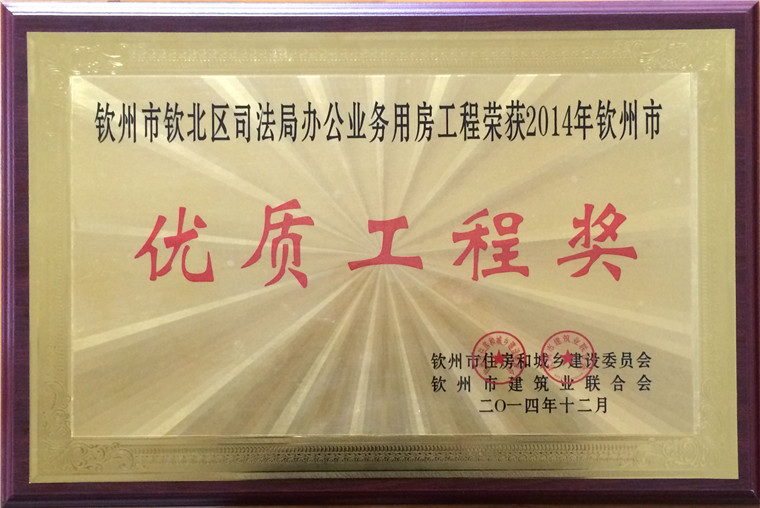 钦州市钦北区司法局办公业务用房工程荣获2014年钦州市
优质工程奖
钦州市住房和城乡建设委员会
钦州市建筑业联合会
二〇一四年十二月